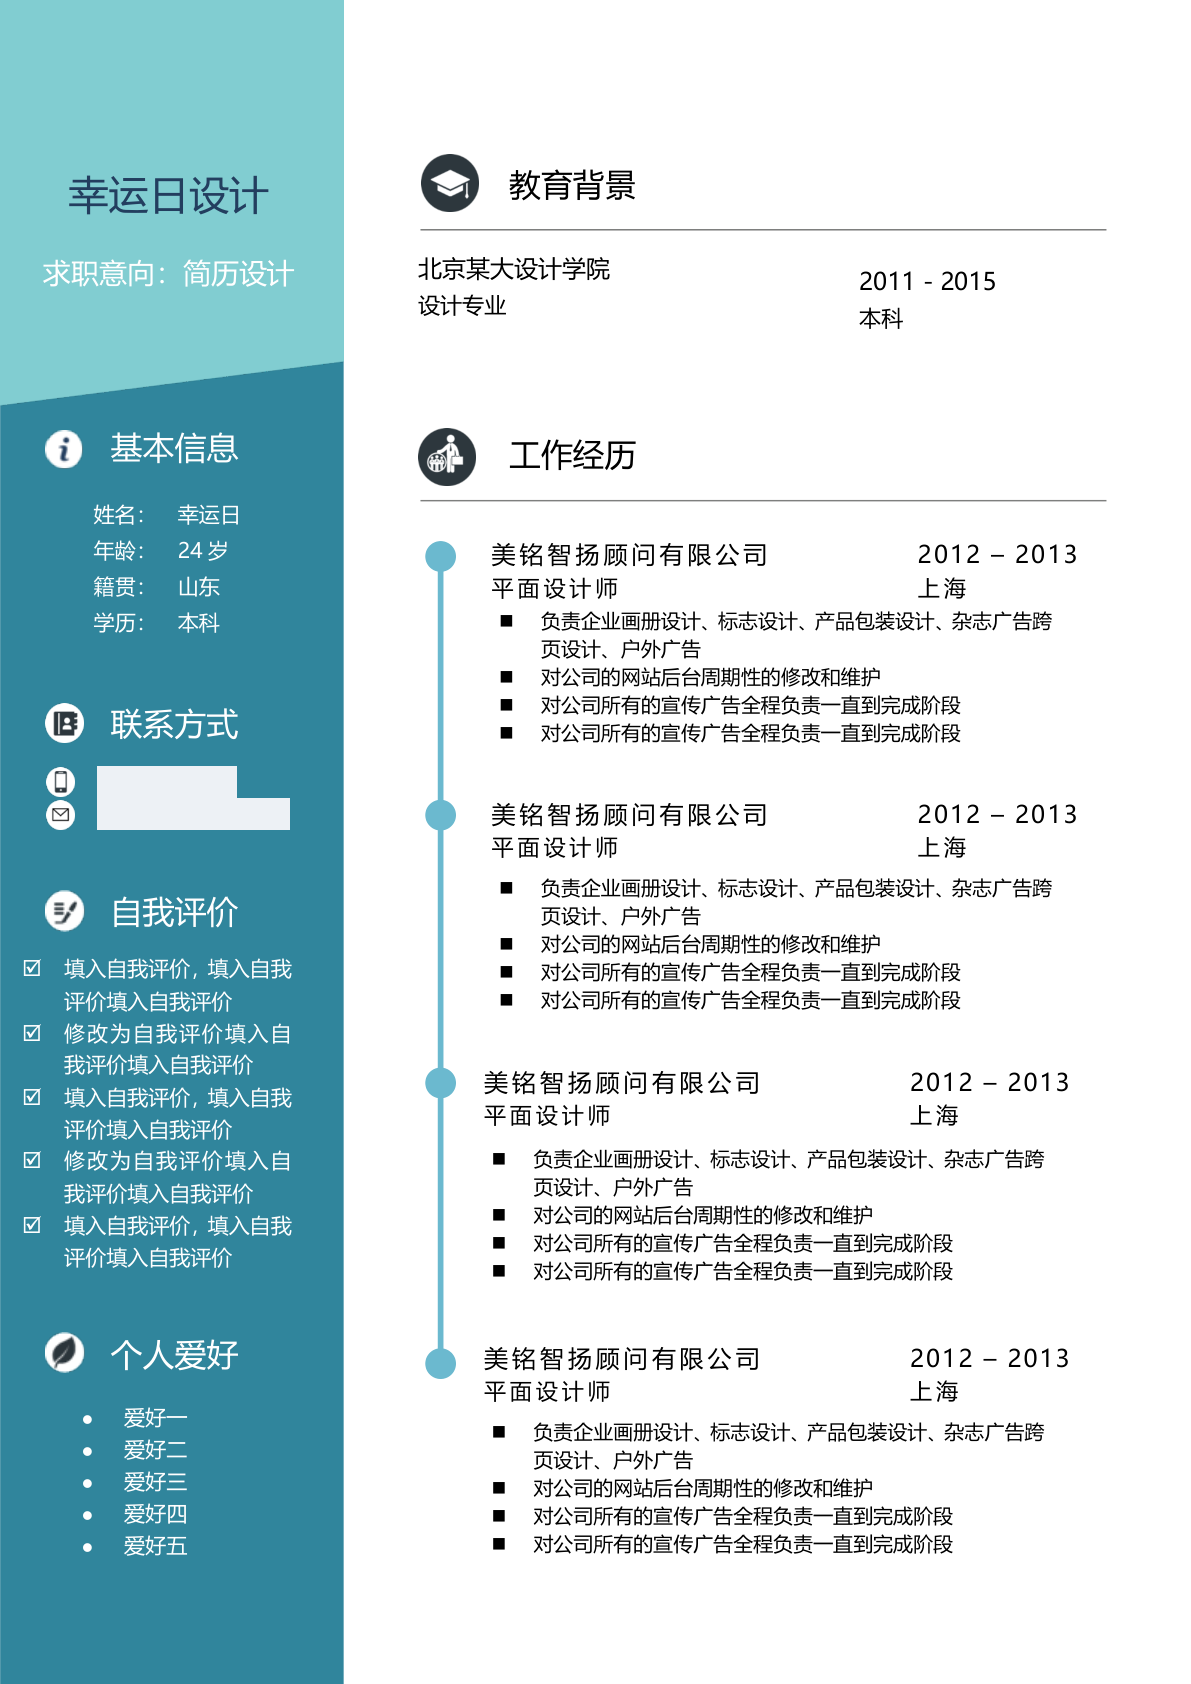 幸运日设计
求职意向：简历设计
基本信息
姓名： 幸运日
年龄： 24 岁
籍贯： 山东
学历： 本科
联系方式
自我评价
☑ 填入自我评价，填入自我
评价填入自我评价
☑ 修改为自我评价填入自
我评价填入自我评价
☑ 填入自我评价，填入自我
评价填入自我评价
☑ 修改为自我评价填入自
我评价填入自我评价
☑ 填入自我评价，填入自我
评价填入自我评价
个人爱好
● 爱好一
● 爱好二
● 爱好三
● 爱好四
● 爱好五
教育背景
北京某大设计学院 2011 - 2015
设计专业 本科
工作经历
美铭智扬顾问有限公司 2012 – 2013
平面设计师 上海
■ 负责企业画册设计、标志设计、产品包装设计、杂志广告跨
页设计、户外广告
■ 对公司的网站后台周期性的修改和维护
■ 对公司所有的宣传广告全程负责一直到完成阶段
■ 对公司所有的宣传广告全程负责一直到完成阶段
美铭智扬顾问有限公司 2012 – 2013
平面设计师 上海
■ 负责企业画册设计、标志设计、产品包装设计、杂志广告跨
页设计、户外广告
■ 对公司的网站后台周期性的修改和维护
■ 对公司所有的宣传广告全程负责一直到完成阶段
■ 对公司所有的宣传广告全程负责一直到完成阶段
美铭智扬顾问有限公司 2012 – 2013
平面设计师 上海
■ 负责企业画册设计、标志设计、产品包装设计、杂志广告跨
页设计、户外广告
■ 对公司的网站后台周期性的修改和维护
■ 对公司所有的宣传广告全程负责一直到完成阶段
■ 对公司所有的宣传广告全程负责一直到完成阶段
美铭智扬顾问有限公司 2012 – 2013
平面设计师 上海
■ 负责企业画册设计、标志设计、产品包装设计、杂志广告跨
页设计、户外广告
■ 对公司的网站后台周期性的修改和维护
■ 对公司所有的宣传广告全程负责一直到完成阶段
■ 对公司所有的宣传广告全程负责一直到完成阶段